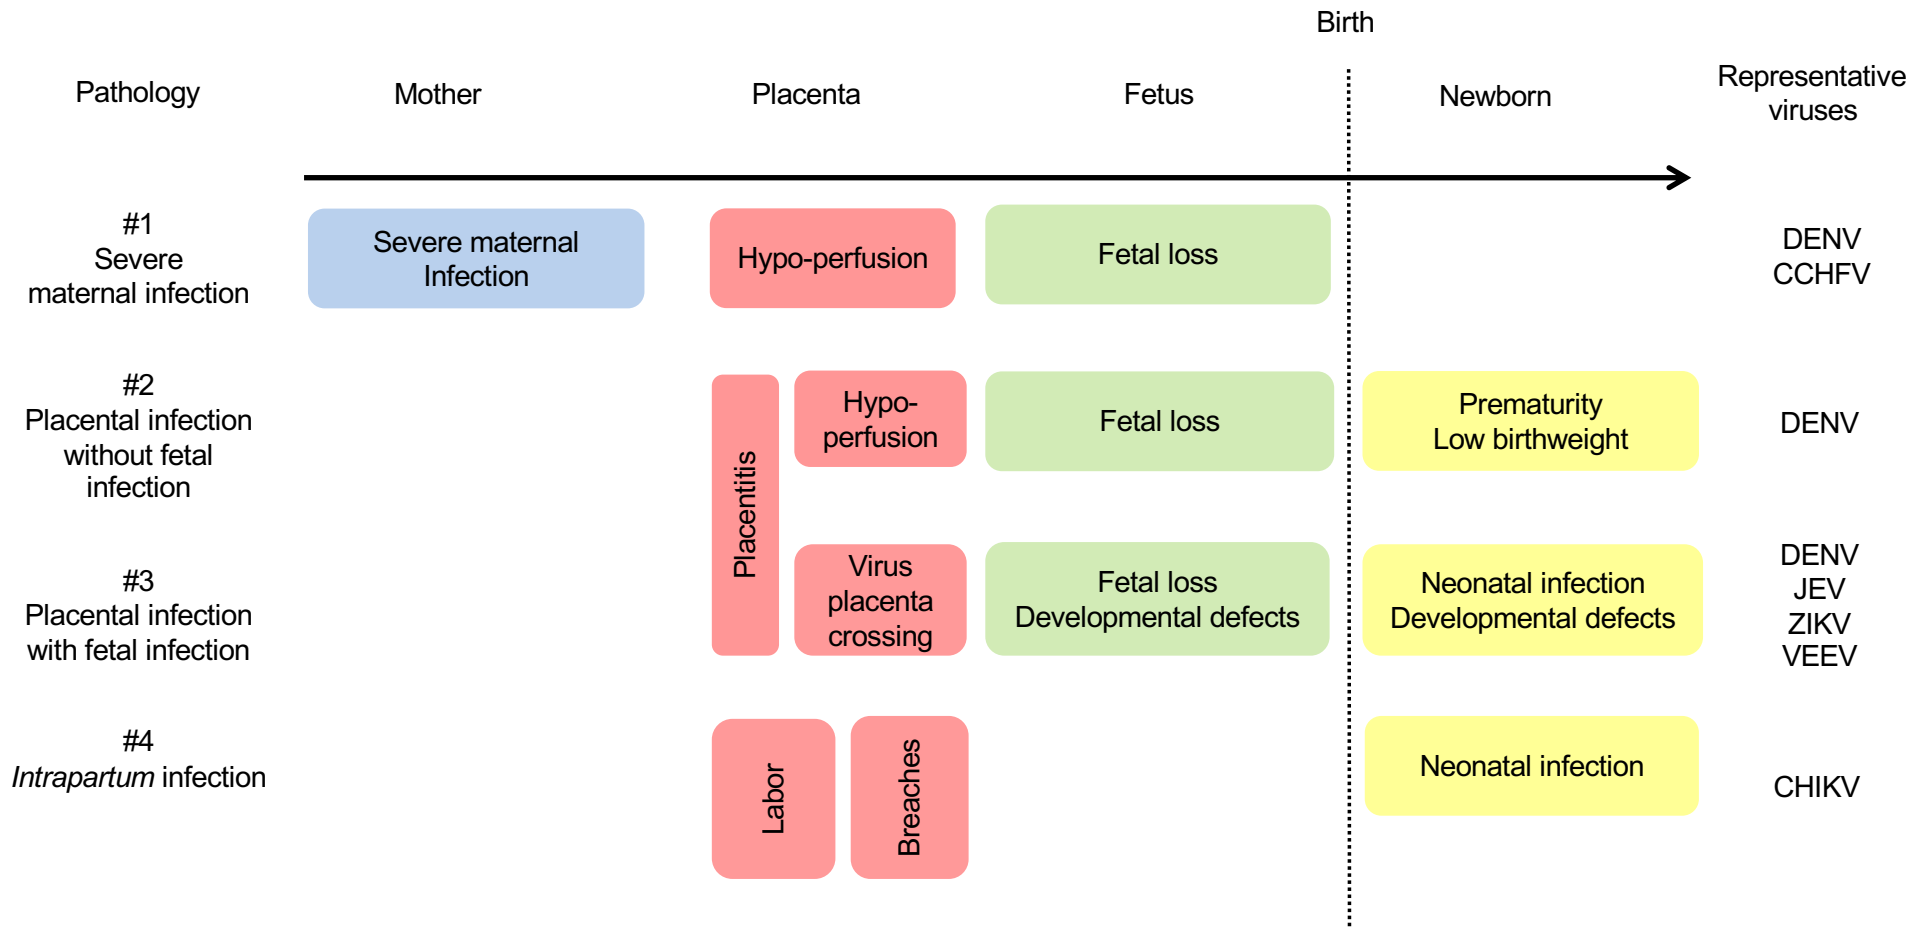 Birth
Pathology
Mother
Placenta
Fetus
Newborn
Representative
viruses
#1
Severe
maternal infection
Severe maternal
Infection
Hypo-perfusion
Fetal loss
DENV
CCHFV
#2
Placental infection
without fetal
infection
Placentitis
Hypo-
perfusion
Fetal loss
Prematurity
Low birthweight
DENV
#3
Placental infection
with fetal infection
Virus
placenta
crossing
Fetal loss
Developmental defects
Neonatal infection
Developmental defects
DENV
JEV
ZIKV
VEEV
#4
Intrapartum infection
Labor
Breaches
Neonatal infection
CHIKV